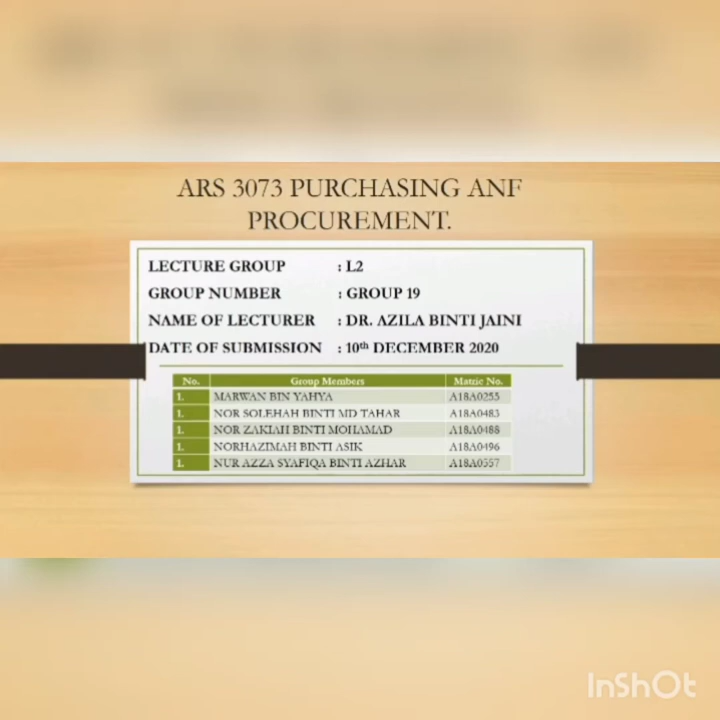 ARS 3073 PURCHASING ANF
PROCUREMENT.
LECTURE GROUP : L2
GROUP NUMBER : GROUP 19
NAME OF LECTURER : DR. AZILA BINTI JAINI
DATE OF SUBMISSION : 10th DECEMBER 2020
No. Group Members Matric No.
1. MARWAN BIN YAHYA A18A0255
1. NOR SOLEHAH BINTI MD TAHAR A18A0483
1. NOR ZAKIAH BINTI MOHAMAD A18A0488
1. NORHAZIMAH BINTI ASIK A18A0496
1. NUR AZZA SYAFIQA BINTI AZHAR A18A0557
InShOt